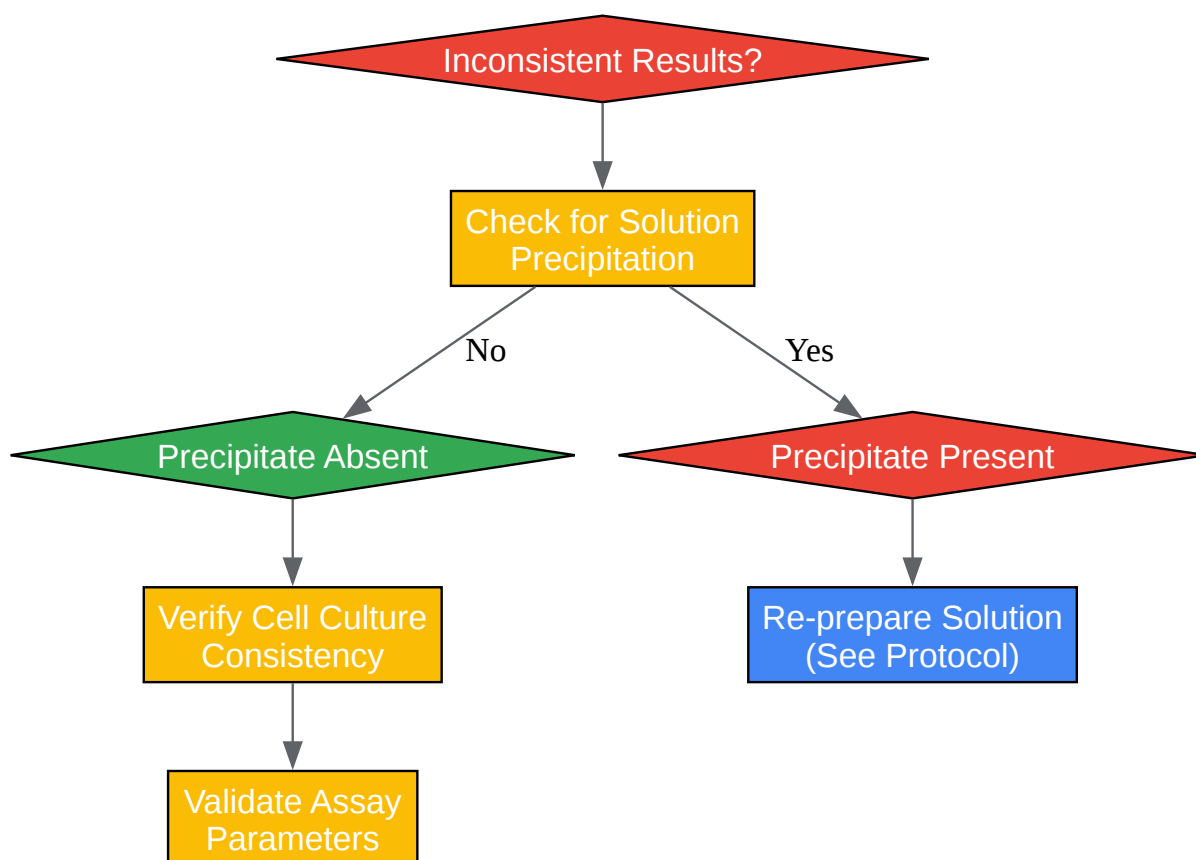 Inconsistent Results?
Check for Solution
Precipitation
No
Yes
Precipitate Absent
Precipitate Present
Verify Cell Culture
Consistency
Re-prepare Solution
(See Protocol)
Validate Assay
Parameters